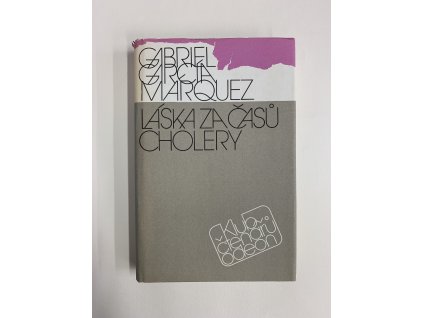 GABRIEL
GARCÍA
MÁRQUEZ
LÁSKA ZA ČASŮ
CHOLERY
klub
čtenářů
odeon